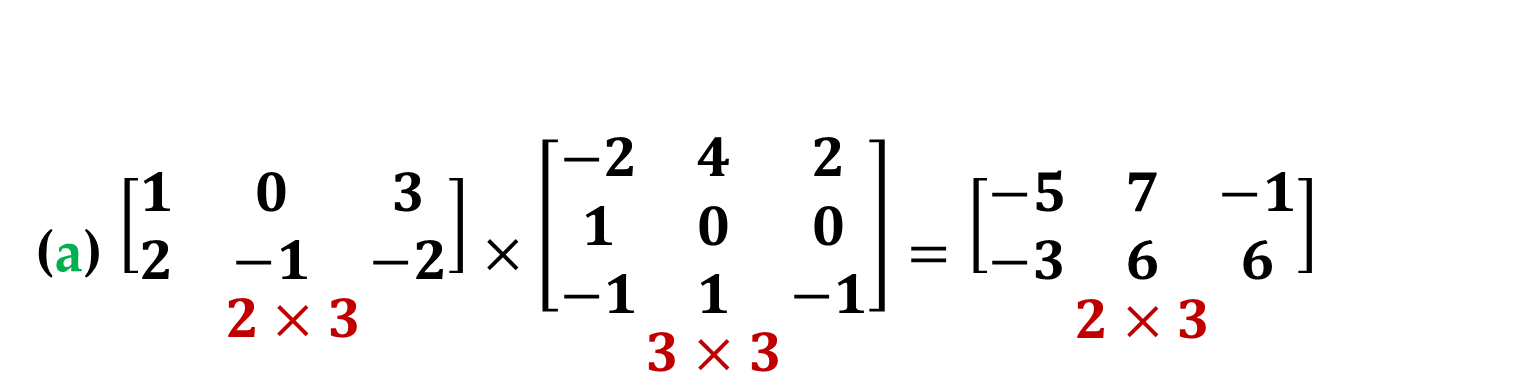 (a) [1 0 3; 2 −1 −2] × [−2 4 2; 1 0 0; −1 1 −1] = [−5 7 −1; −3 6 6]
2 × 3 3 × 3 2 × 3